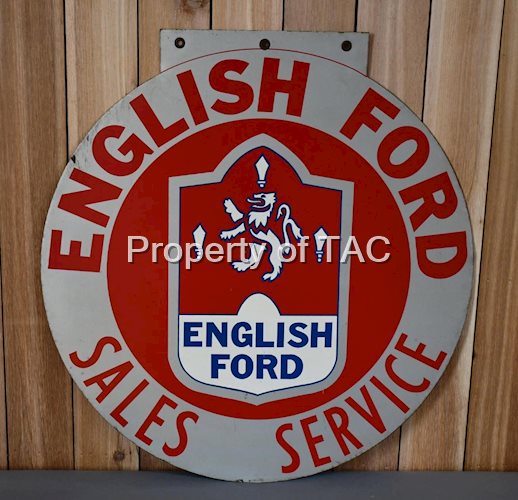 ENGLISH FORD
Property of TAC
ENGLISH
FORD
SALES SERVICE